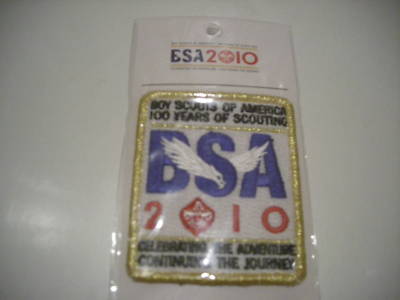 BSA2010
BOY SCOUTS OF AMERICA
100 YEARS OF SCOUTING
BSA
2010
CELEBRATING THE ADVENTURE
CONTINUING THE JOURNEY